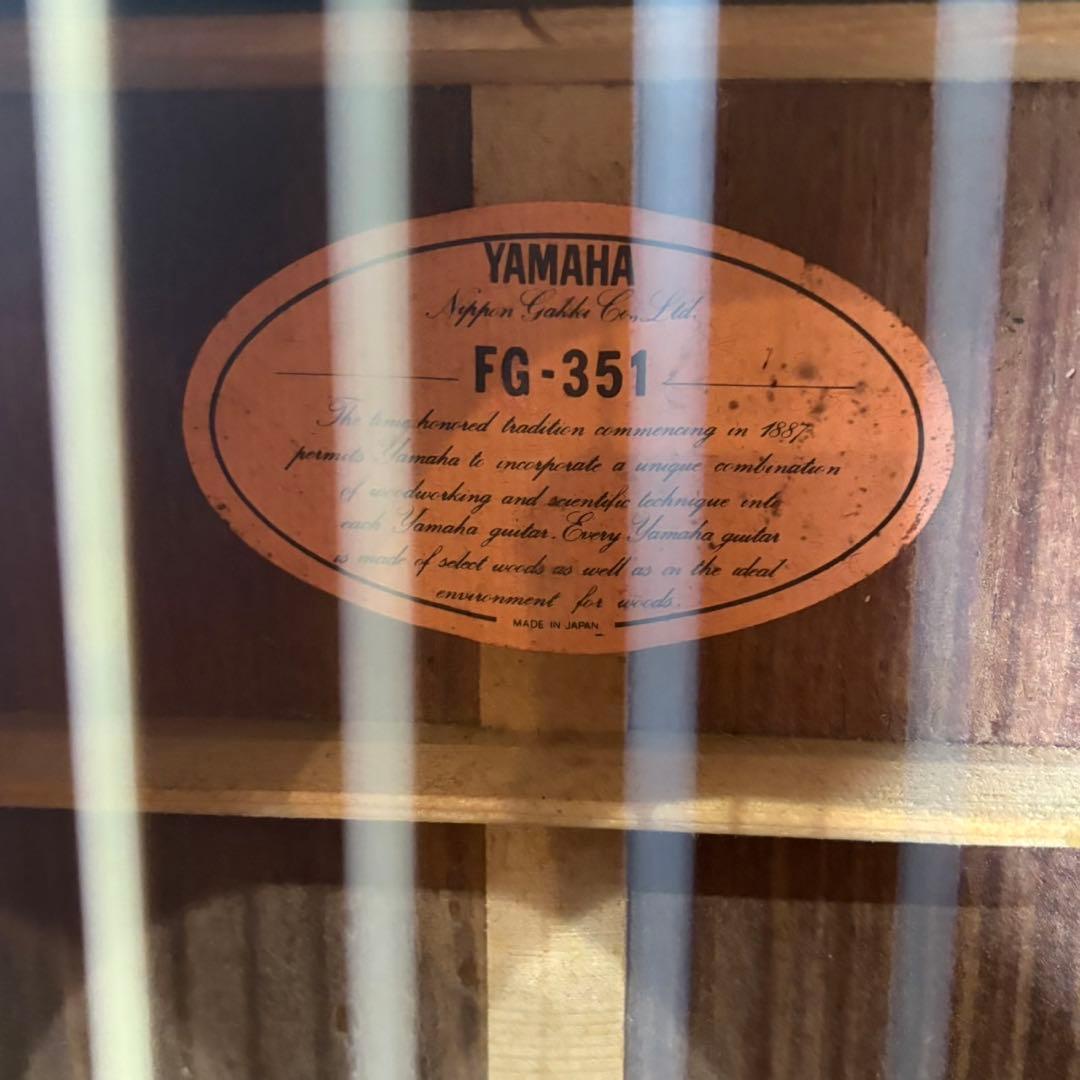 YAMAHA
Nippon Gakki Co., Ltd.
FG-351
The time honored tradition commencing in 1887
permits Yamaha to incorporate a unique combination
of woodworking and scientific technique into
each Yamaha guitar. Every Yamaha guitar
is made of select woods as well as on the ideal
environment for woods.
MADE IN JAPAN